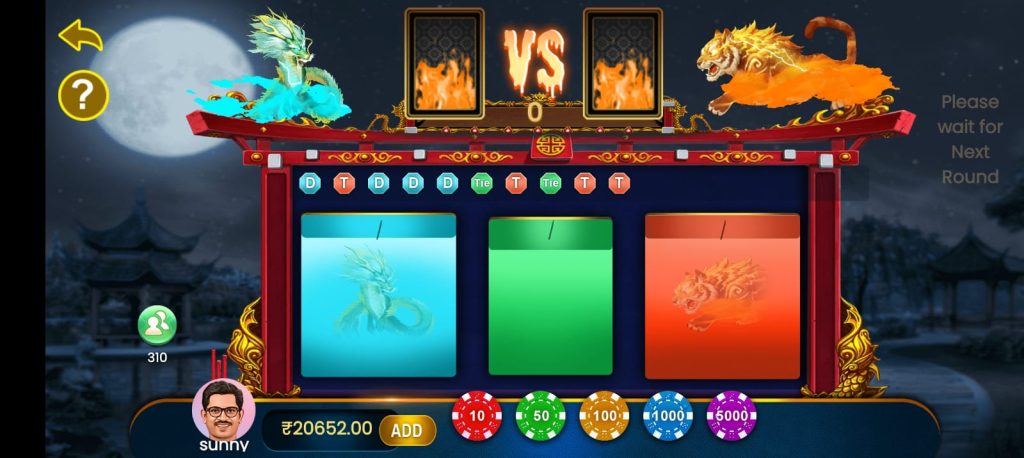 ?
VS
0
Please
wait for
Next
Round
D T D D D Tie T Tie T T
/ / /
310
sunny
₹20652.00 ADD
10 50 100 1000 5000